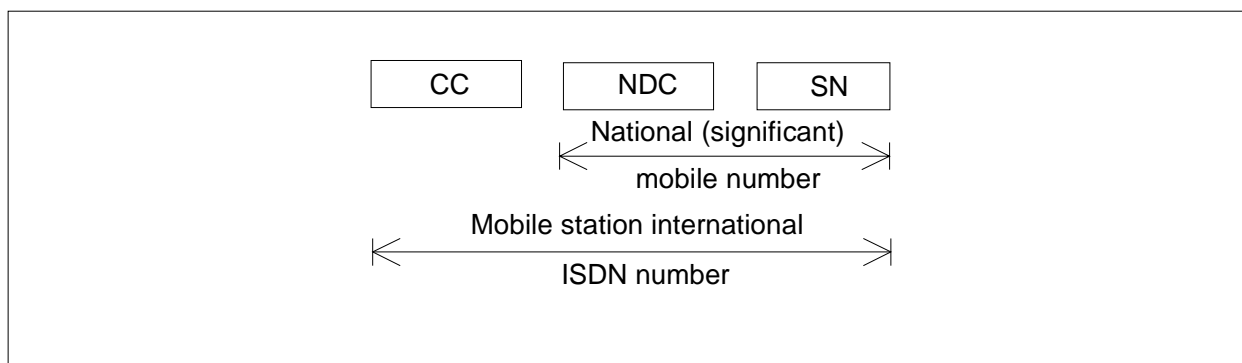 CC NDC SN
National (significant)
mobile number
Mobile station international
ISDN number